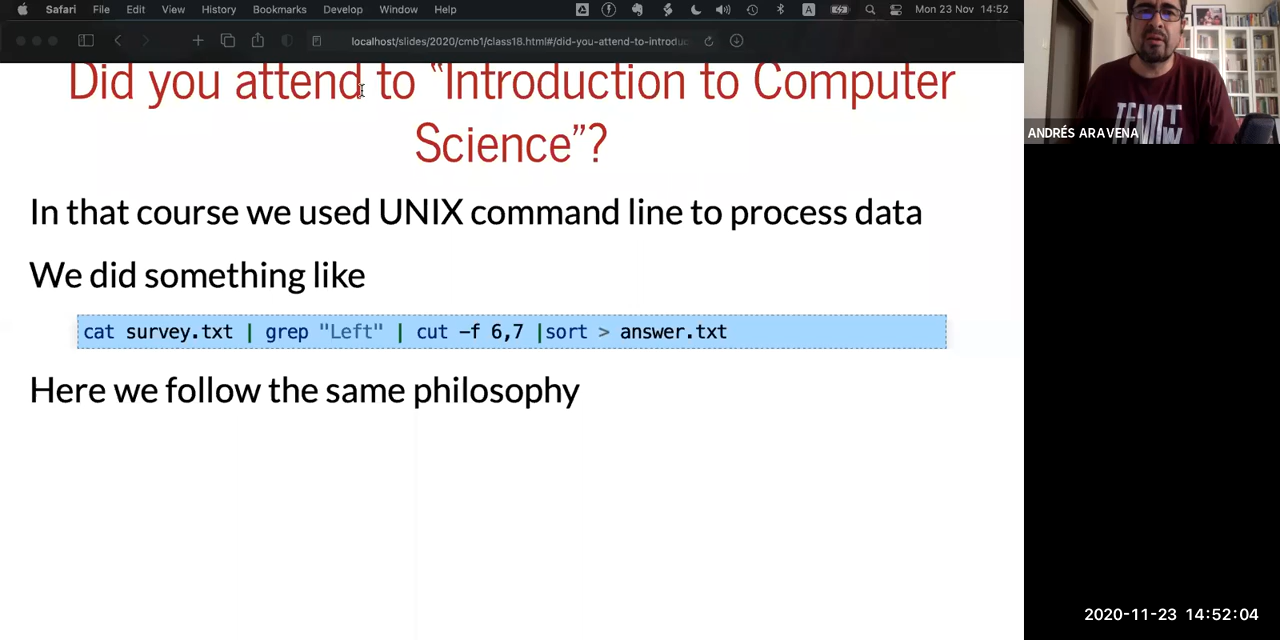 Safari File Edit View History Bookmarks Develop Window Help A Mon 23 Nov 14:52
localhost/slides/2020/cmb1/class18.html#/did-you-attend-to-introduc
Did you attend to “Introduction to Computer
Science”?
In that course we used UNIX command line to process data
We did something like
cat survey.txt | grep "Left" | cut -f 6,7 |sort > answer.txt
Here we follow the same philosophy
ANDRÉS ARAVENA
2020-11-23 14:52:04